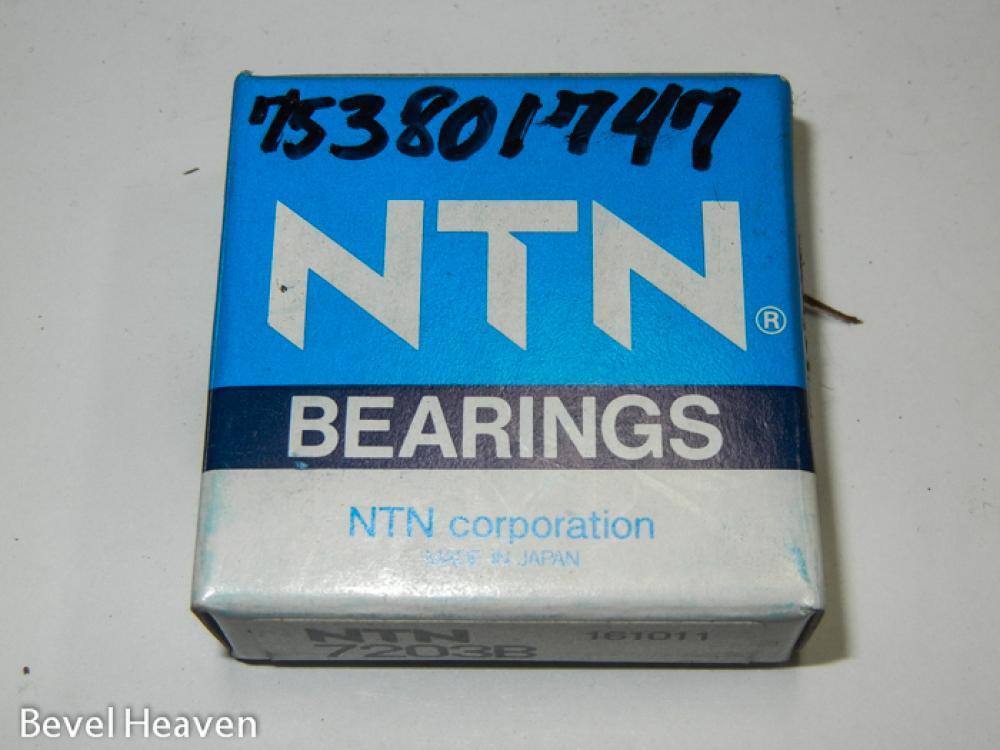 753801747
NTN®
BEARINGS
NTN corporation
MADE IN JAPAN
NTN 161011
7203B
Bevel Heaven